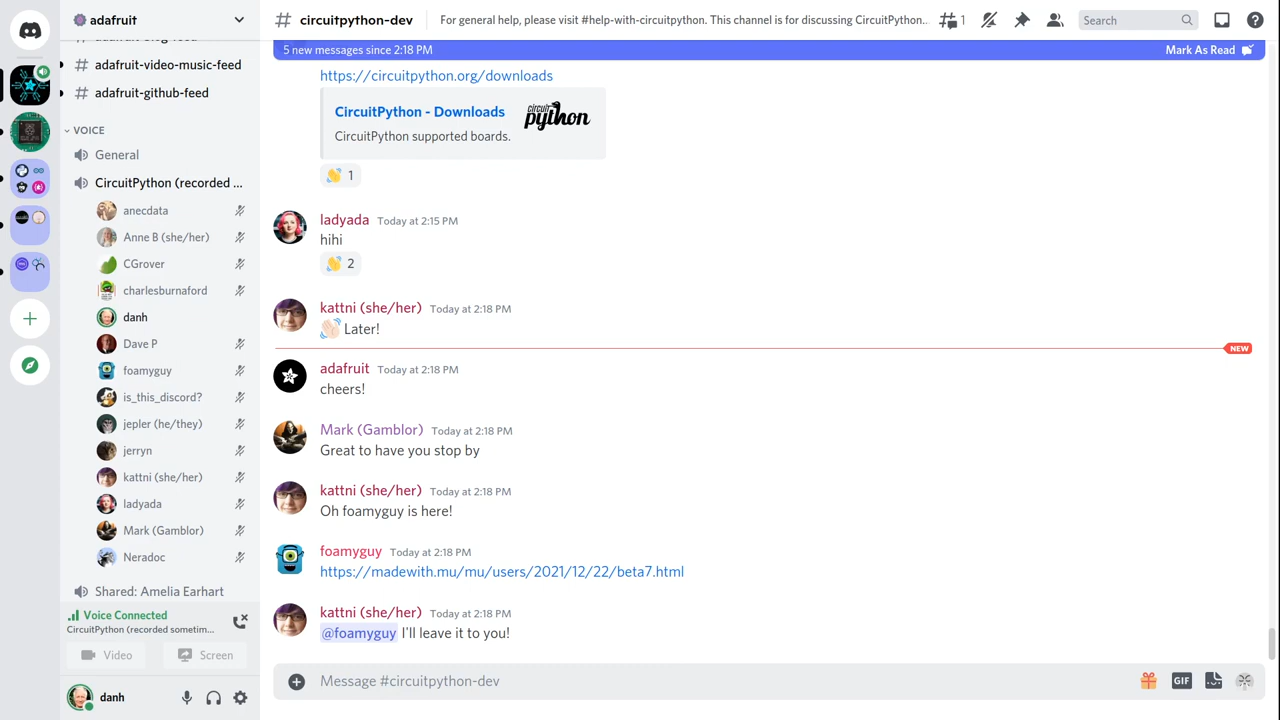 adafruit
circuitpython-dev
For general help, please visit #help-with-circuitpython. This channel is for discussing CircuitPython...
1
Search
adafruit-video-music-feed
adafruit-github-feed
VOICE
General
CircuitPython (recorded ...
anecdata
Anne B (she/her)
CGrover
charlesburnaford
danh
Dave P
foamyguy
is_this_discord?
jepler (he/they)
jerryn
kattni (she/her)
ladyada
Mark (Gamblor)
Neradoc
Shared: Amelia Earhart
Voice Connected
CircuitPython (recorded sometim...
Video
Screen
danh
5 new messages since 2:18 PM
Mark As Read
https://circuitpython.org/downloads
CircuitPython - Downloads
circuit
python
CircuitPython supported boards.
1
ladyada Today at 2:15 PM
hihi
2
kattni (she/her) Today at 2:18 PM
Later!
NEW
adafruit Today at 2:18 PM
cheers!
Mark (Gamblor) Today at 2:18 PM
Great to have you stop by
kattni (she/her) Today at 2:18 PM
Oh foamyguy is here!
foamyguy Today at 2:18 PM
https://madewith.mu/mu/users/2021/12/22/beta7.html
kattni (she/her) Today at 2:18 PM
@foamyguy I'll leave it to you!
Message #circuitpython-dev
GIF